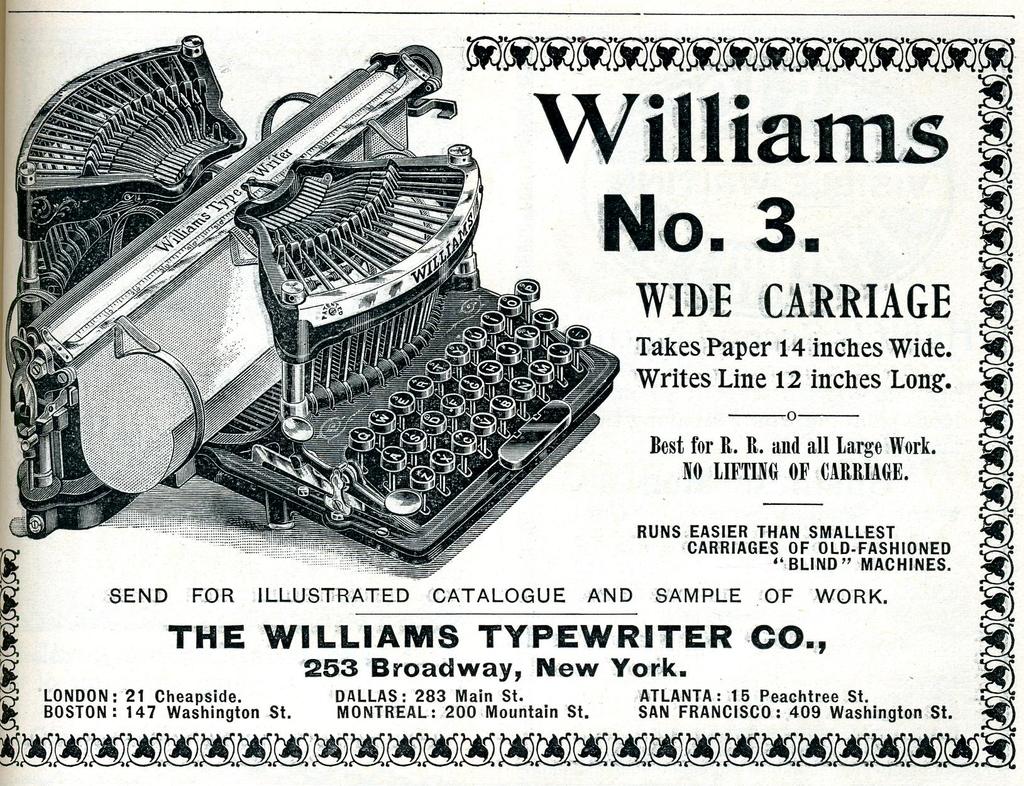 Williams
No. 3.
WIDE CARRIAGE
Takes Paper 14 inches Wide.
Writes Line 12 inches Long.
Best for R. R. and all Large Work.
NO LIFTING OF CARRIAGE.
RUNS EASIER THAN SMALLEST
CARRIAGES OF OLD-FASHIONED
"BLIND" MACHINES.
Williams Type Writer
WILLIAMS
SEND FOR ILLUSTRATED CATALOGUE AND SAMPLE OF WORK.
THE WILLIAMS TYPEWRITER CO.,
253 Broadway, New York.
LONDON: 21 Cheapside. DALLAS: 283 Main St. ATLANTA: 15 Peachtree St.
BOSTON: 147 Washington St. MONTREAL: 200 Mountain St. SAN FRANCISCO: 409 Washington St.